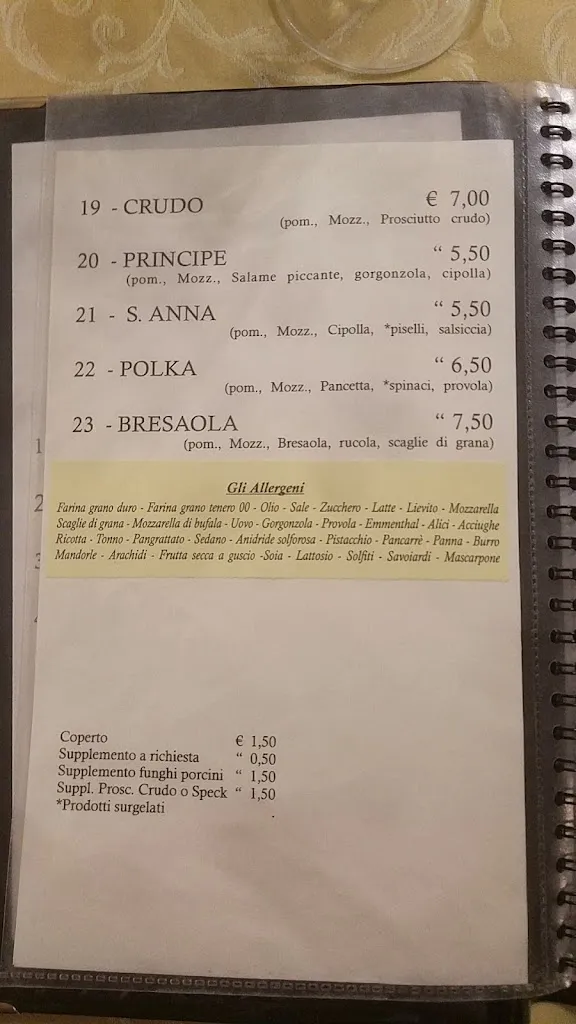 19 - CRUDO € 7,00
(pom., Mozz., Prosciutto crudo)
20 - PRINCIPE “ 5,50
(pom., Mozz., Salame piccante, gorgonzola, cipolla)
21 - S. ANNA “ 5,50
(pom., Mozz., Cipolla, *piselli, salsiccia)
22 - POLKA “ 6,50
(pom., Mozz., Pancetta, *spinaci, provola)
23 - BRESAOLA “ 7,50
(pom., Mozz., Bresaola, rucola, scaglie di grana)
Gli Allergeni
Farina grano duro - Farina grano tenero 00 - Olio - Sale - Zucchero - Latte - Lievito - Mozzarella
Scaglie di grana - Mozzarella di bufala - Uovo - Gorgonzola - Provola - Emmenthal - Alici - Acciughe
Ricotta - Tonno - Pangrattato - Sedano - Anidride solforosa - Pistacchio - Pancarrè - Panna - Burro
Mandorle - Arachidi - Frutta secca a guscio -Soia - Lattosio - Solfiti - Savoiardi - Mascarpone
Coperto € 1,50
Supplemento a richiesta “ 0,50
Supplemento funghi porcini “ 1,50
Suppl. Prosc. Crudo o Speck “ 1,50
*Prodotti surgelati